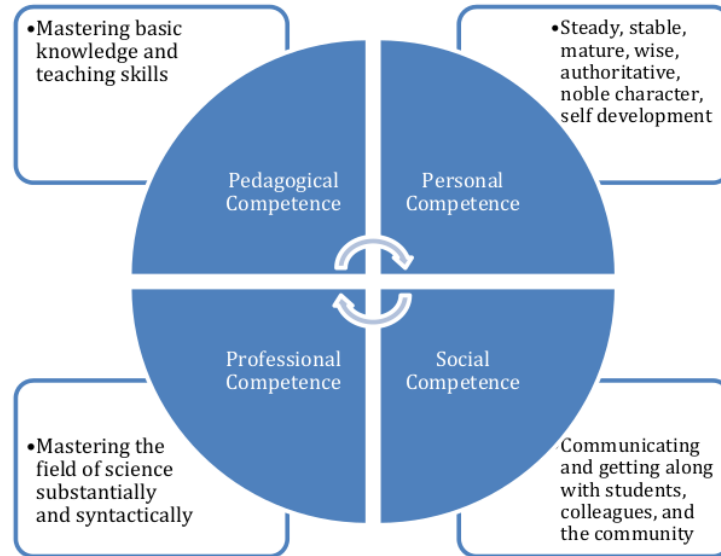 •Mastering basic
knowledge and
teaching skills
•Steady, stable,
mature, wise,
authoritative,
noble character,
self development
Pedagogical
Competence
Personal
Competence
Professional
Competence
Social
Competence
•Mastering the
field of science
substantially
and syntactically
•Communicating
and getting along
with students,
colleagues, and
the community